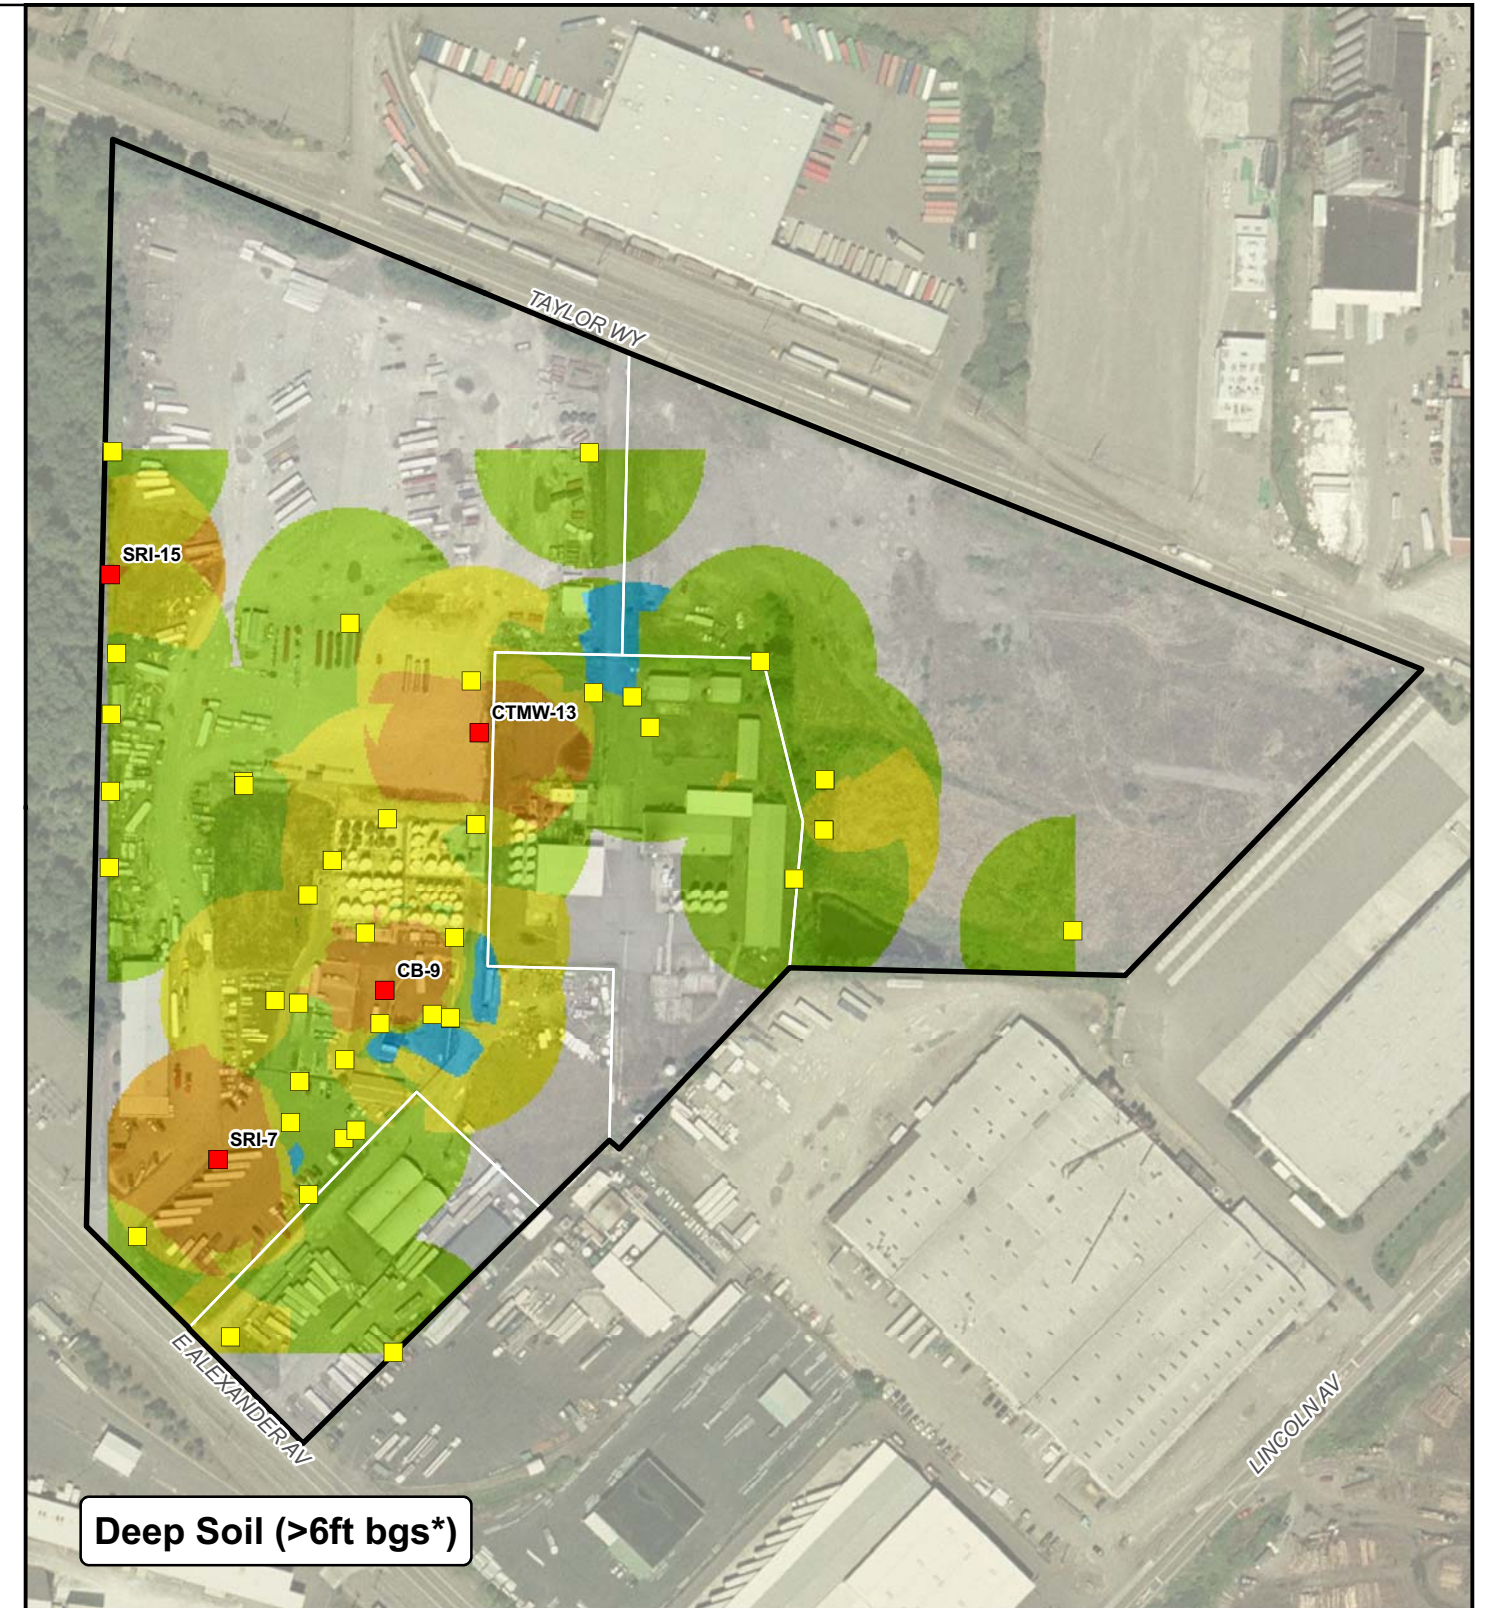 TAYLOR WY
SRI-15
CTMW-13
CB-9
SRI-7
E ALEXANDER AV
LINCOLN AV
Deep Soil (>6ft bgs*)